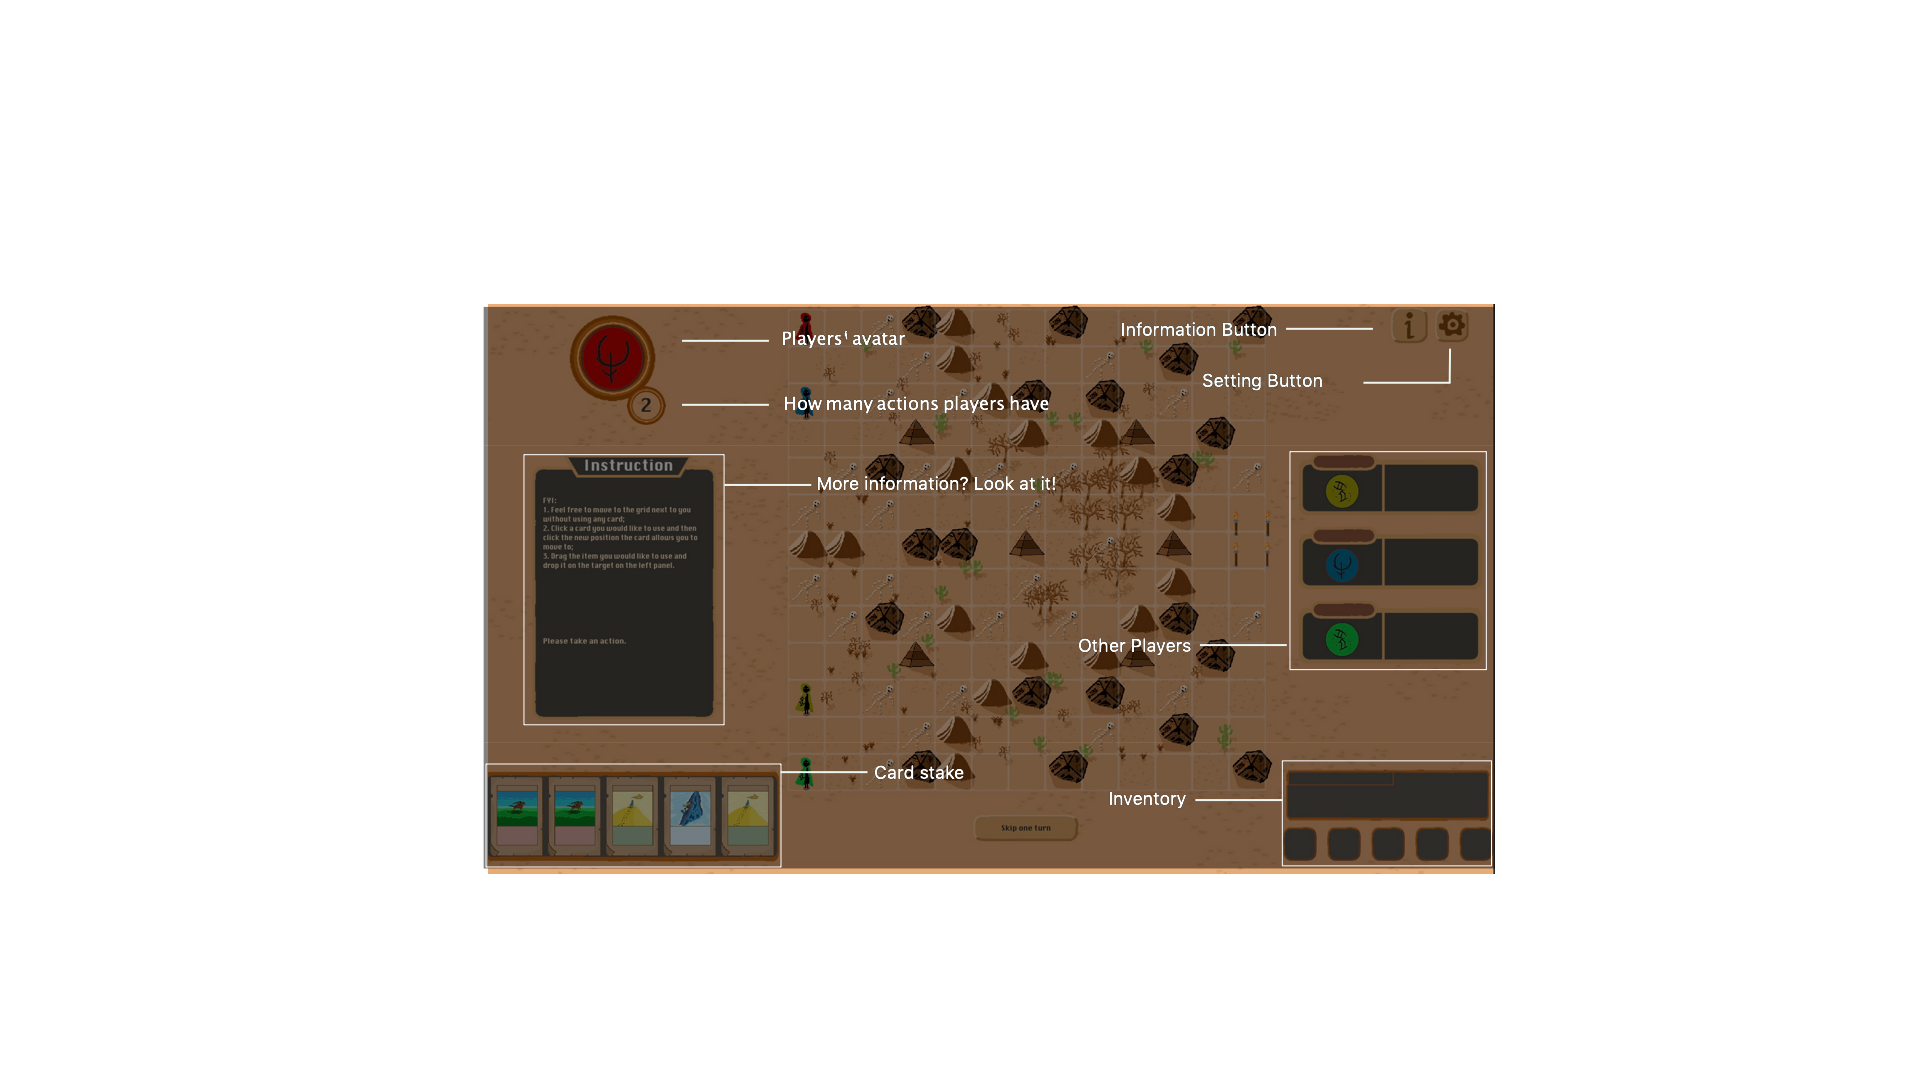 Players' avatar
Information Button
Setting Button
2
How many actions players have
Instruction
More information? Look at it!
FYI:
1. Feel free to move to the grid next to you
without using any card;
2. Click a card you would like to use and then
click the new position the card allows you to
move to;
3. Drag the item you would like to use and
drop it on the target on the left panel.
Please take an action.
Other Players
Card stake
Inventory
Skip one turn